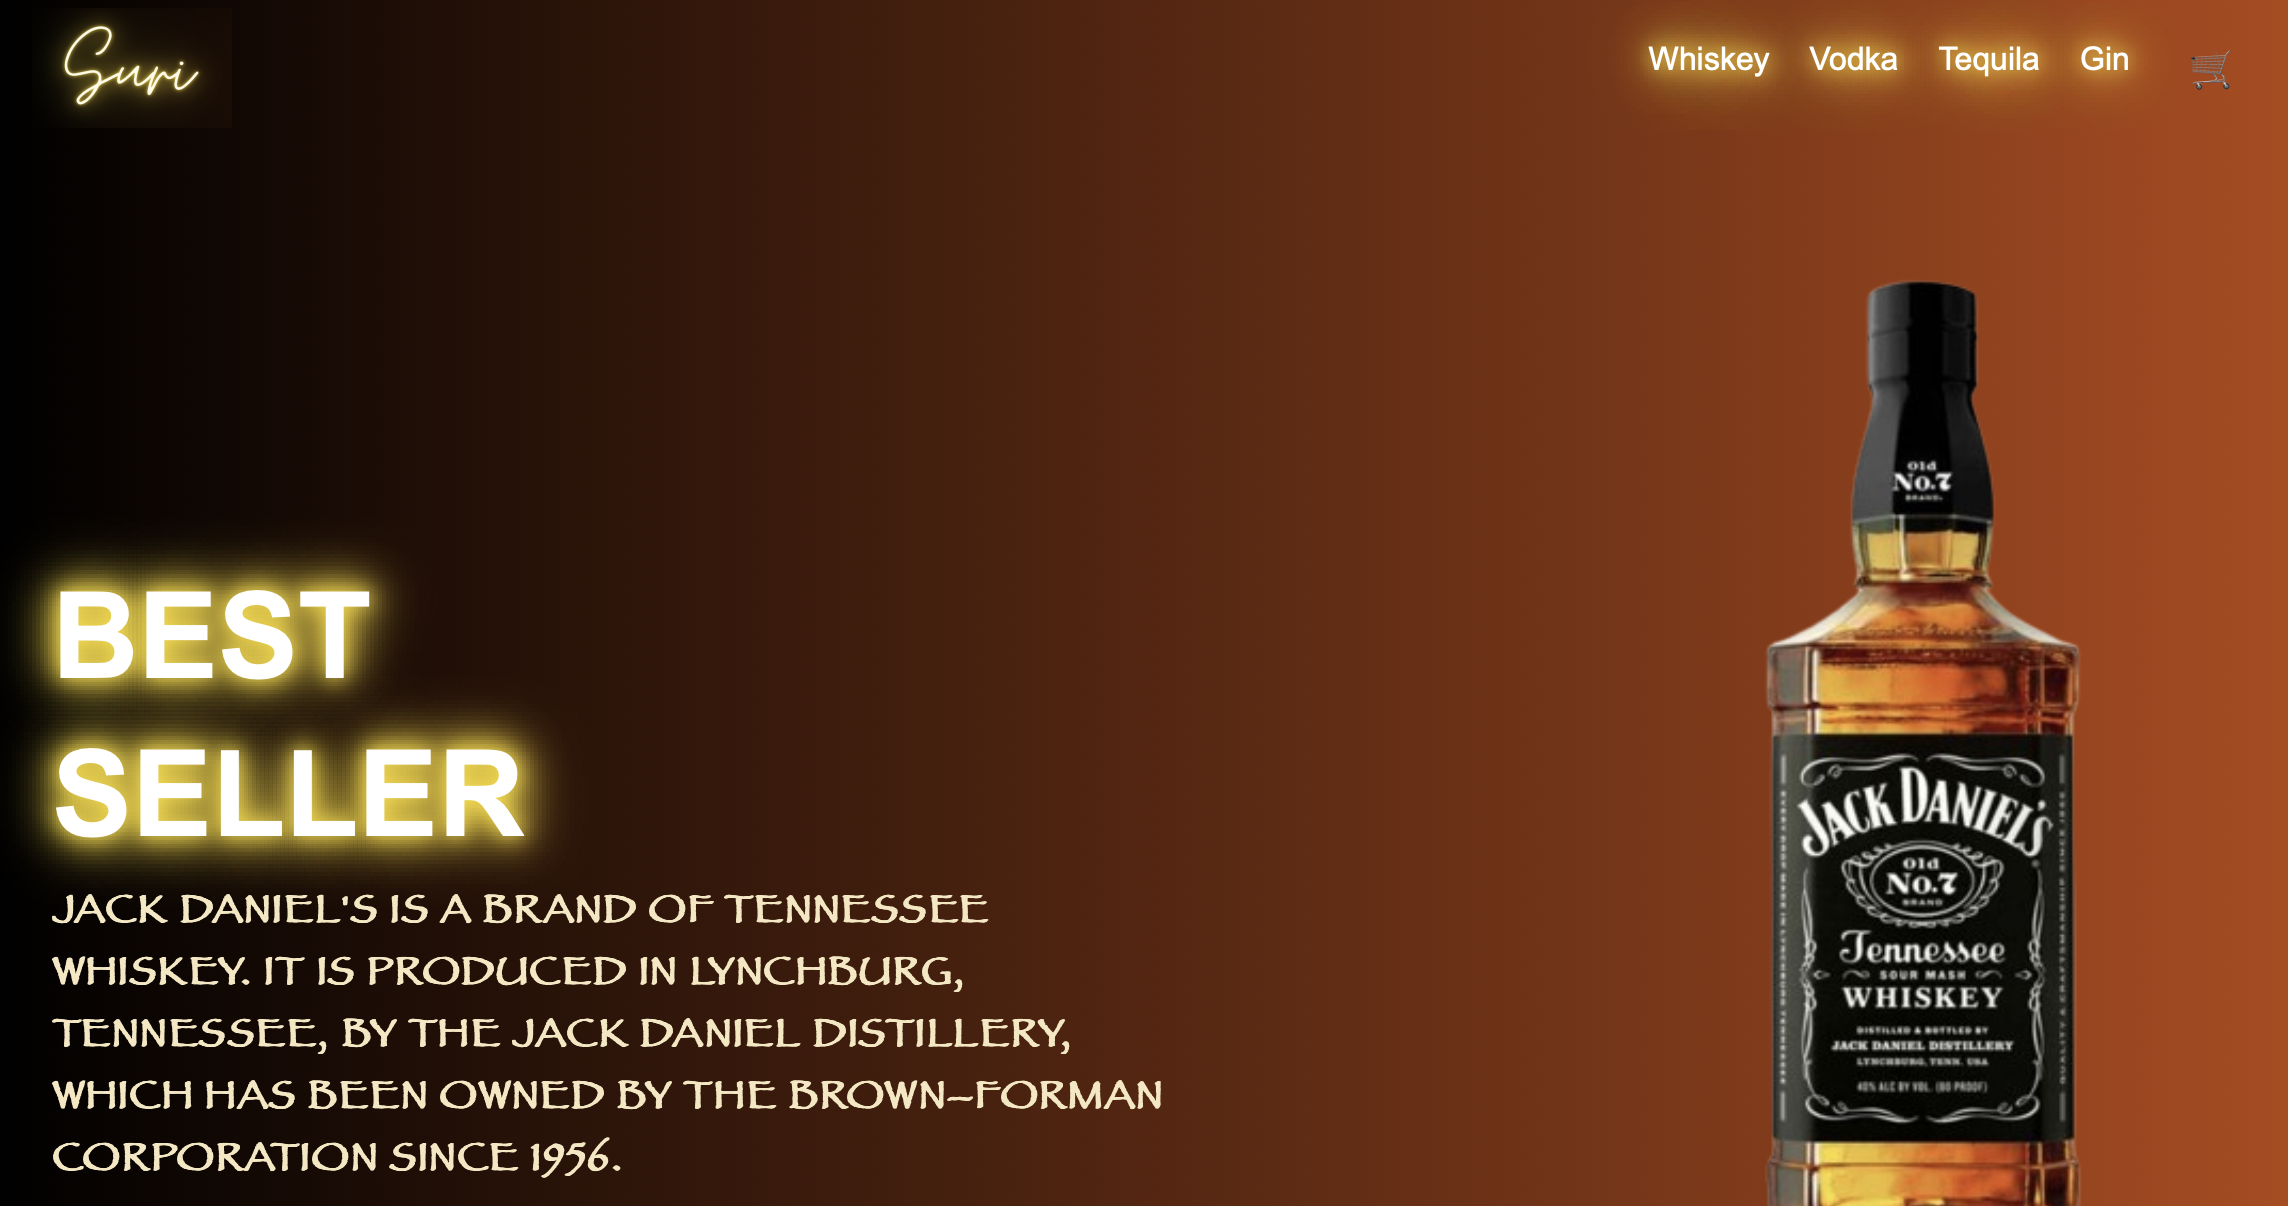 Suri
Whiskey Vodka Tequila Gin
BEST
SELLER
JACK DANIEL'S IS A BRAND OF TENNESSEE
WHISKEY. IT IS PRODUCED IN LYNCHBURG,
TENNESSEE, BY THE JACK DANIEL DISTILLERY,
WHICH HAS BEEN OWNED BY THE BROWN–FORMAN
CORPORATION SINCE 1956.
Old
No.7
BRAND
JACK DANIEL'S
Old
No.7
BRAND
Tennessee
SOUR MASH
WHISKEY
DISTILLED & BOTTLED BY
JACK DANIEL DISTILLERY
LYNCHBURG, TENN. USA
40% ALC BY VOL. (80 PROOF)